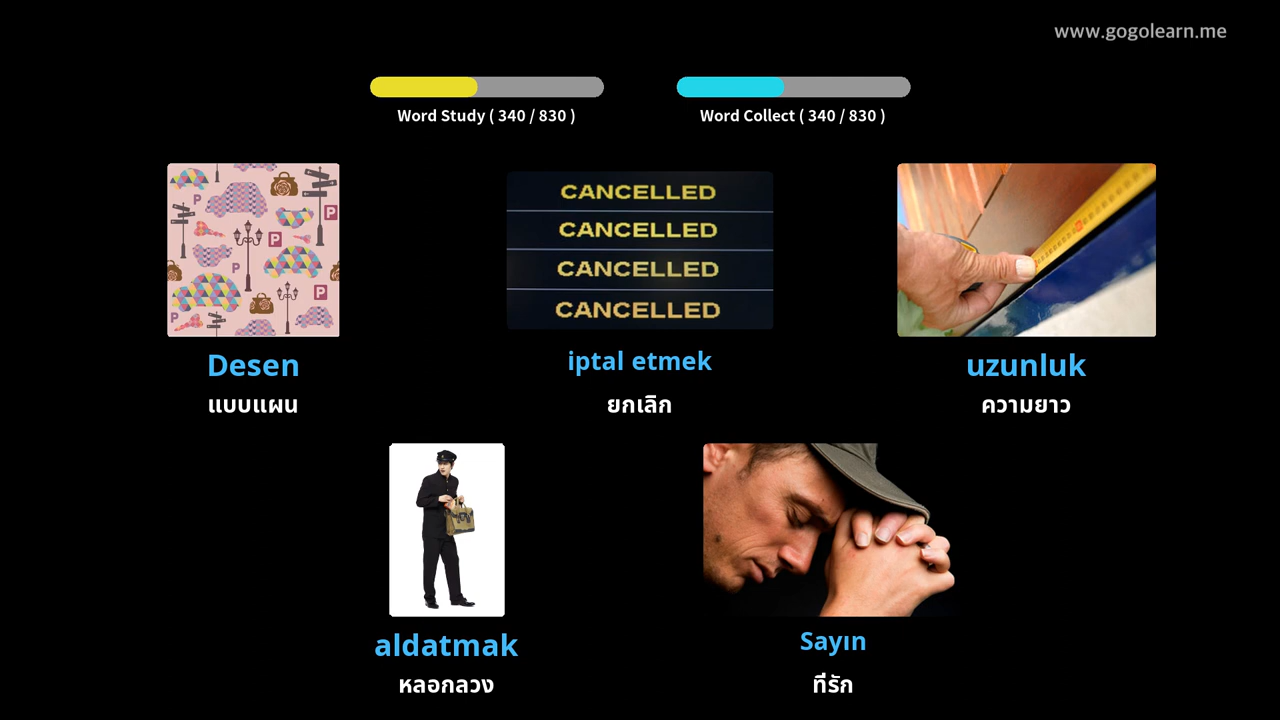 www.gogolearn.me
Word Study ( 340 / 830 )
Word Collect ( 340 / 830 )
P
P
P
P
P
P
CANCELLED
CANCELLED
CANCELLED
CANCELLED
Desen
แบบแผน
iptal etmek
ยกเลิก
uzunluk
ความยาว
aldatmak
หลอกลวง
Sayın
ที่รัก